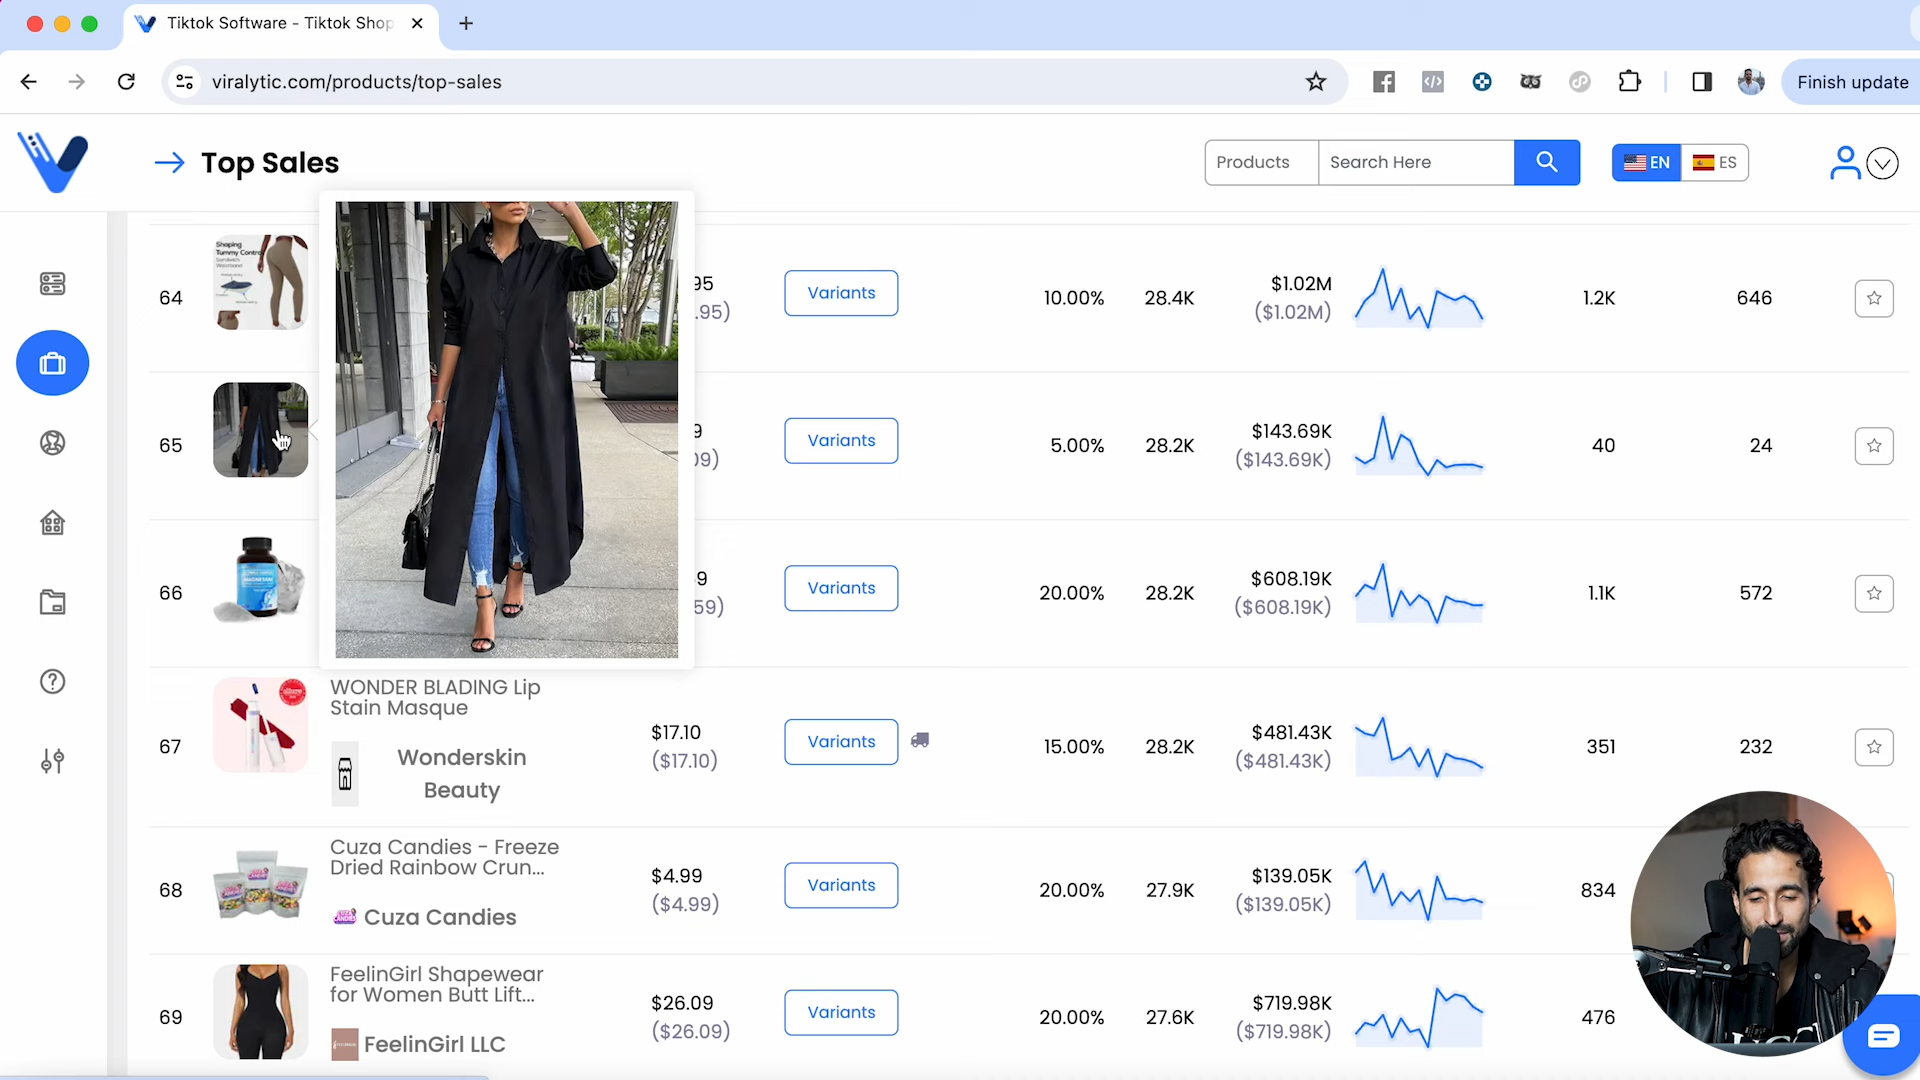 Tiktok Software - Tiktok Shop
viralytic.com/products/top-sales
Finish update
Top Sales
Products
Search Here
EN
ES
64
Shaping
Tummy Control
95
.95)
Variants
10.00%
28.4K
$1.02M
($1.02M)
1.2K
646
65
9
09)
Variants
5.00%
28.2K
$143.69K
($143.69K)
40
24
66
9
59)
Variants
20.00%
28.2K
$608.19K
($608.19K)
1.1K
572
67
WONDER BLADING Lip
Stain Masque
Wonderskin
Beauty
$17.10
($17.10)
Variants
15.00%
28.2K
$481.43K
($481.43K)
351
232
68
Cuza Candies - Freeze
Dried Rainbow Crun...
Cuza Candies
$4.99
($4.99)
Variants
20.00%
27.9K
$139.05K
($139.05K)
834
69
FeelinGirl Shapewear
for Women Butt Lift...
FeelinGirl LLC
$26.09
($26.09)
Variants
20.00%
27.6K
$719.98K
($719.98K)
476